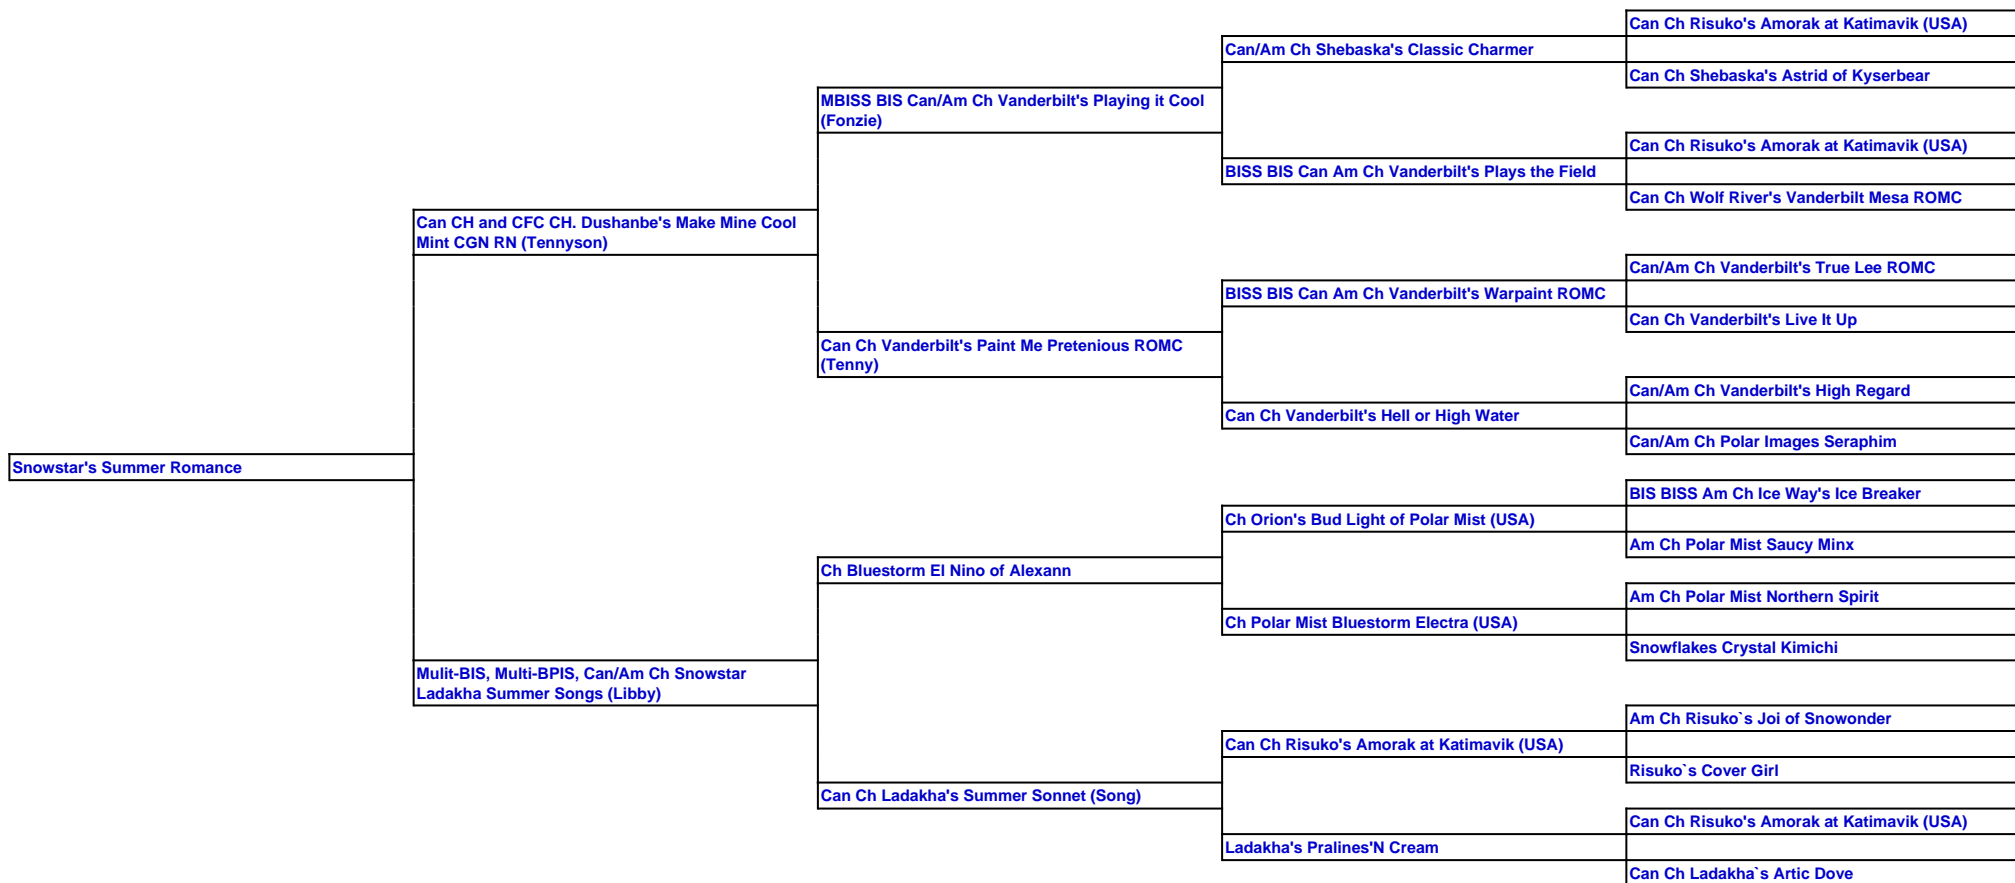 Can Ch Risuko's Amorak at Katimavik (USA)
Can/Am Ch Shebaska's Classic Charmer
Can Ch Shebaska's Astrid of Kyserbear
MBISS BIS Can/Am Ch Vanderbilt's Playing it Cool
(Fonzie)
Can Ch Risuko's Amorak at Katimavik (USA)
BISS BIS Can Am Ch Vanderbilt's Plays the Field
Can Ch Wolf River's Vanderbilt Mesa ROMC
Can CH and CFC CH. Dushanbe's Make Mine Cool
Mint CGN RN (Tennyson)
Can/Am Ch Vanderbilt's True Lee ROMC
BISS BIS Can Am Ch Vanderbilt's Warpaint ROMC
Can Ch Vanderbilt's Live It Up
Can Ch Vanderbilt's Paint Me Pretenious ROMC
(Tenny)
Can/Am Ch Vanderbilt's High Regard
Can Ch Vanderbilt's Hell or High Water
Can/Am Ch Polar Images Seraphim
Snowstar's Summer Romance
BIS BISS Am Ch Ice Way's Ice Breaker
Ch Orion's Bud Light of Polar Mist (USA)
Am Ch Polar Mist Saucy Minx
Ch Bluestorm El Nino of Alexann
Am Ch Polar Mist Northern Spirit
Ch Polar Mist Bluestorm Electra (USA)
Snowflakes Crystal Kimichi
Mulit-BIS, Multi-BPIS, Can/Am Ch Snowstar
Ladakha Summer Songs (Libby)
Am Ch Risuko`s Joi of Snowonder
Can Ch Risuko's Amorak at Katimavik (USA)
Risuko`s Cover Girl
Can Ch Ladakha's Summer Sonnet (Song)
Can Ch Risuko's Amorak at Katimavik (USA)
Ladakha's Pralines'N Cream
Can Ch Ladakha`s Artic Dove